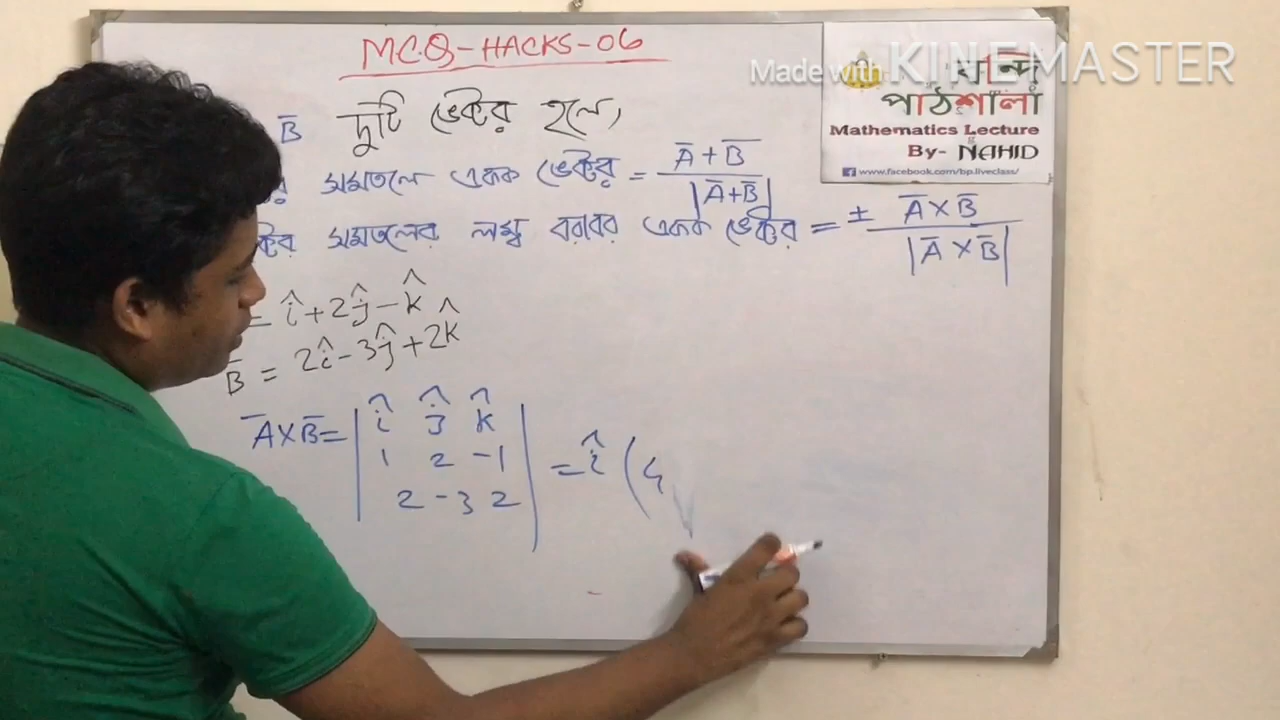 MCQ-HACKS-06
Made with KINEMASTER
পাঠশালা
Mathematics Lecture
By- NAHID
www.facebook.com/bp.liveclass/
B̅ দুটি ভেক্টর হলে,
সমতলে একক ভেক্টর = (A̅ + B̅) / |A̅ + B̅|
সমতলের লম্ব বরাবর একক ভেক্টর = ± (A̅ × B̅) / |A̅ × B̅|
= î + 2ĵ - k̂
B̅ = 2î - 3ĵ + 2k̂
A̅ × B̅ = | î ĵ k̂ | = î (4
1 2 -1
2 -3 2